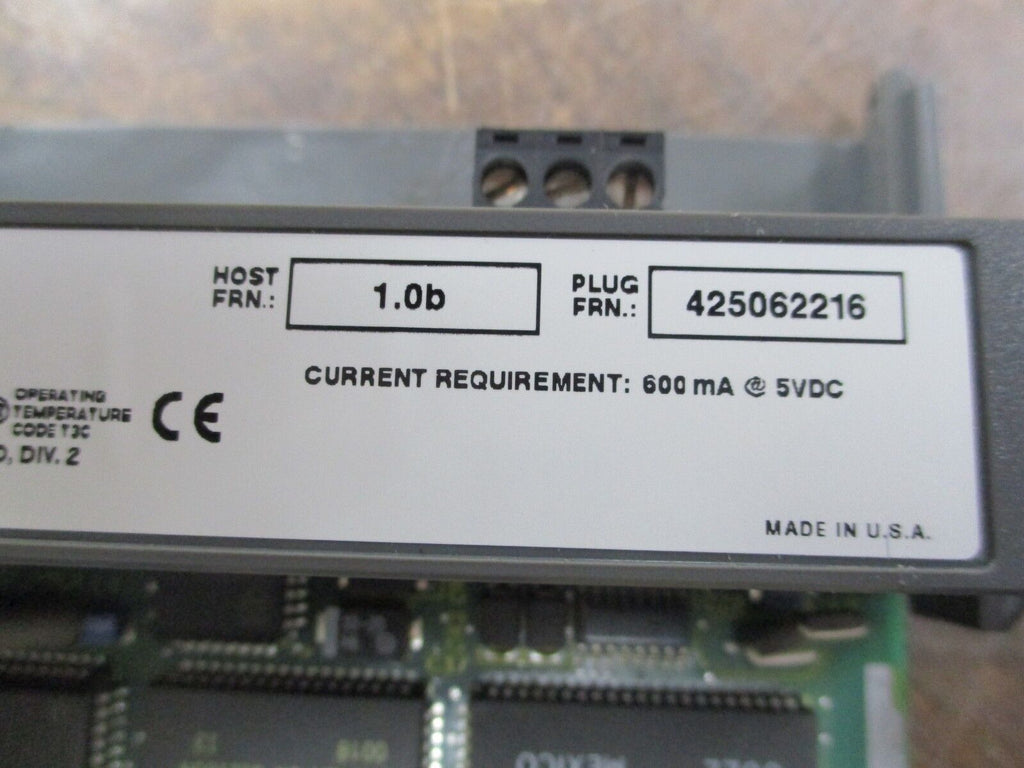 HOST
FRN.:
1.0b
PLUG
FRN.:
425062216
CURRENT REQUIREMENT: 600 mA @ 5VDC
OPERATING
TEMPERATURE
CODE T3C
D, DIV. 2
CE
MADE IN U.S.A.
MEXICO